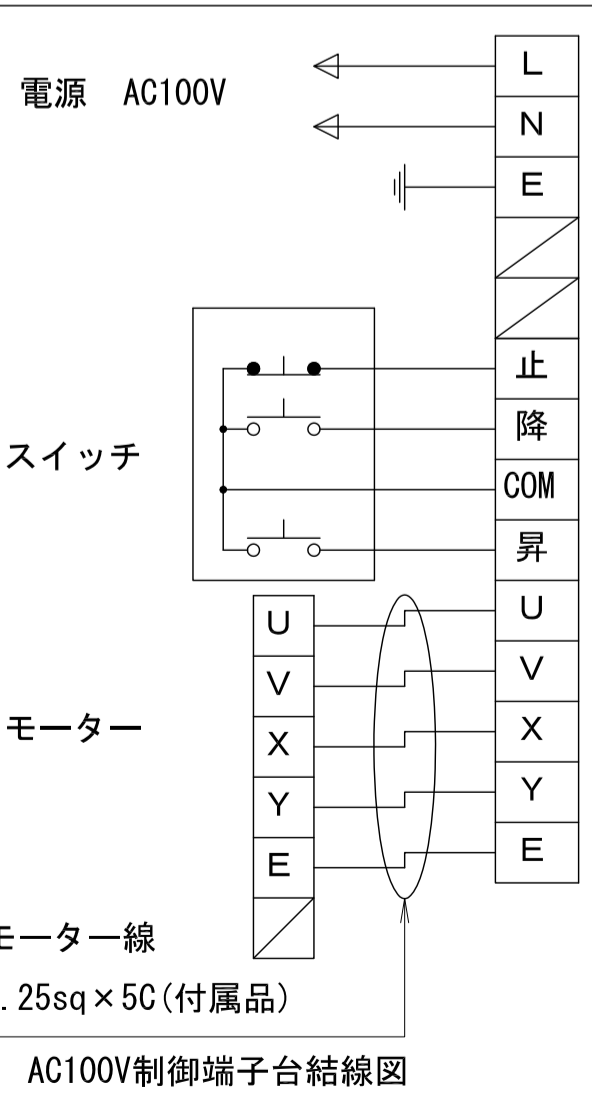 電源　AC100V
L
N
E
止
降
スイッチ
COM
昇
U
V
X
Y
E
モーター
U
V
X
Y
E
モーター線
.25sq×5C(付属品)
AC100V制御端子台結線図